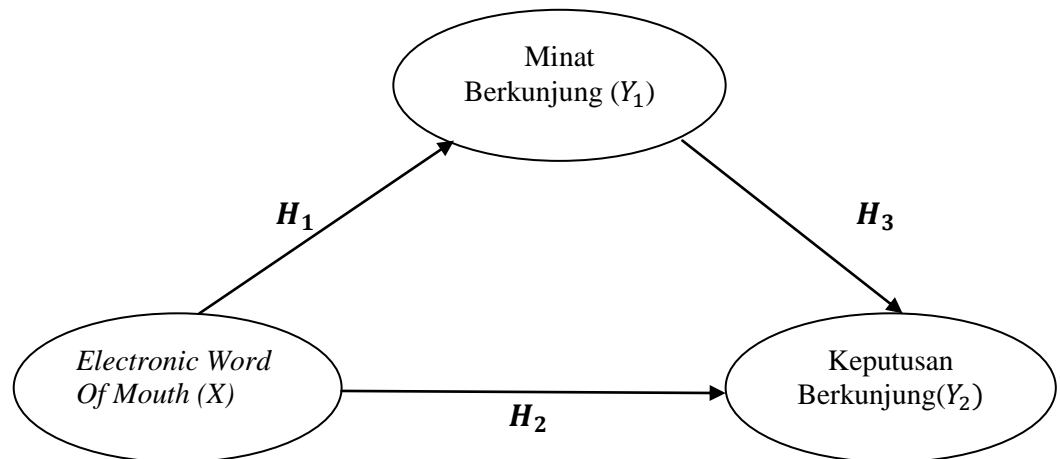 Minat
Berkunjung (Y₁)
H₁
H₃
Electronic Word
Of Mouth (X)
H₂
Keputusan
Berkunjung(Y₂)